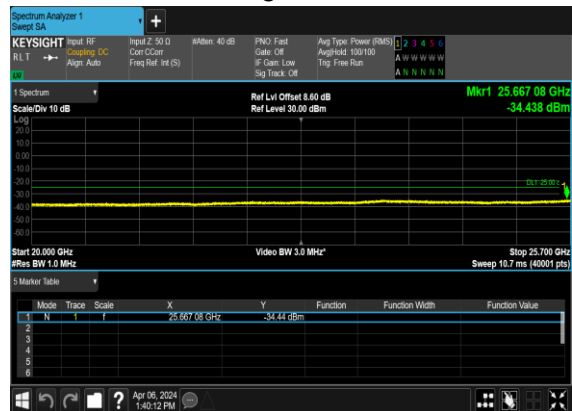 Spectrum Analyzer 1
Swept SA
+
KEYSIGHT Input: RF Input Z: 50 Ω #Atten: 40 dB PNO: Fast Avg Type: Power (RMS) 1 2 3 4 5 6
RLT Coupling: DC Corr CCorr Gate: Off Avg|Hold: 100/100 A W W W W W
Align: Auto Freq Ref: Int (S) IF Gain: Low Trig: Free Run
LW Sig Track: Off A N N N N N
1 Spectrum Ref Lvl Offset 8.60 dB Mkr1 25.667 08 GHz
Scale/Div 10 dB Ref Level 30.00 dBm -34.438 dBm
Log
20.0
10.0
0.00
-10.0
-20.0
DL1 -25.00
1
-30.0
-40.0
-50.0
-60.0
Start 20.000 GHz Video BW 3.0 MHz* Stop 25.700 GHz
#Res BW 1.0 MHz Sweep 10.7 ms (40001 pts)
5 Marker Table
Mode Trace Scale X Y Function Function Width Function Value
1 N 1 f 25.667 08 GHz -34.44 dBm
2
3
4
5
6
? Apr 06, 2024
1:40:12 PM